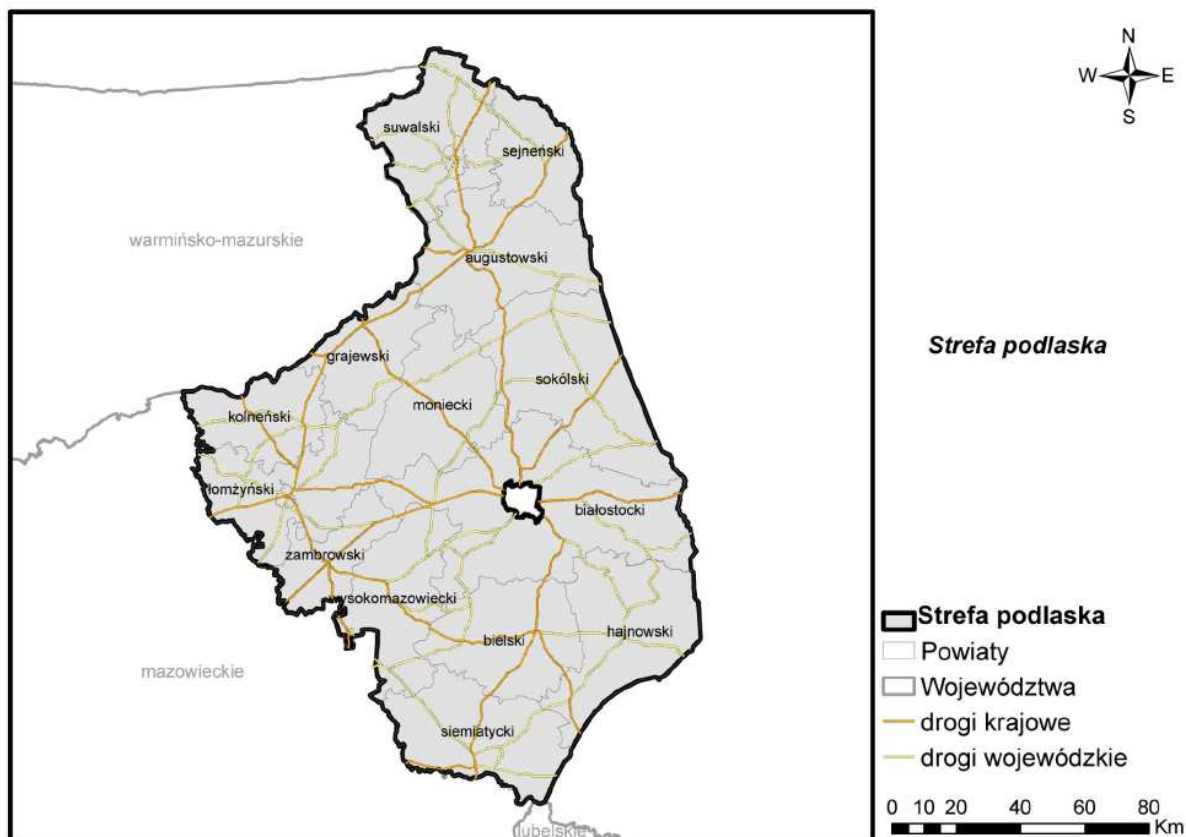 N
W E
S
suwalski
sejneński
warmińsko-mazurskie
augustowski
Strefa podlaska
grajewski
sokólski
moniecki
kolneński
łomżyński
białostocki
zambrowski
wysokomazowiecki
bielski
hajnowski
mazowieckie
siemiatycki
lubelskie
Strefa podlaska
Powiaty
Województwa
drogi krajowe
drogi wojewódzkie
0 10 20 40 60 80
Km